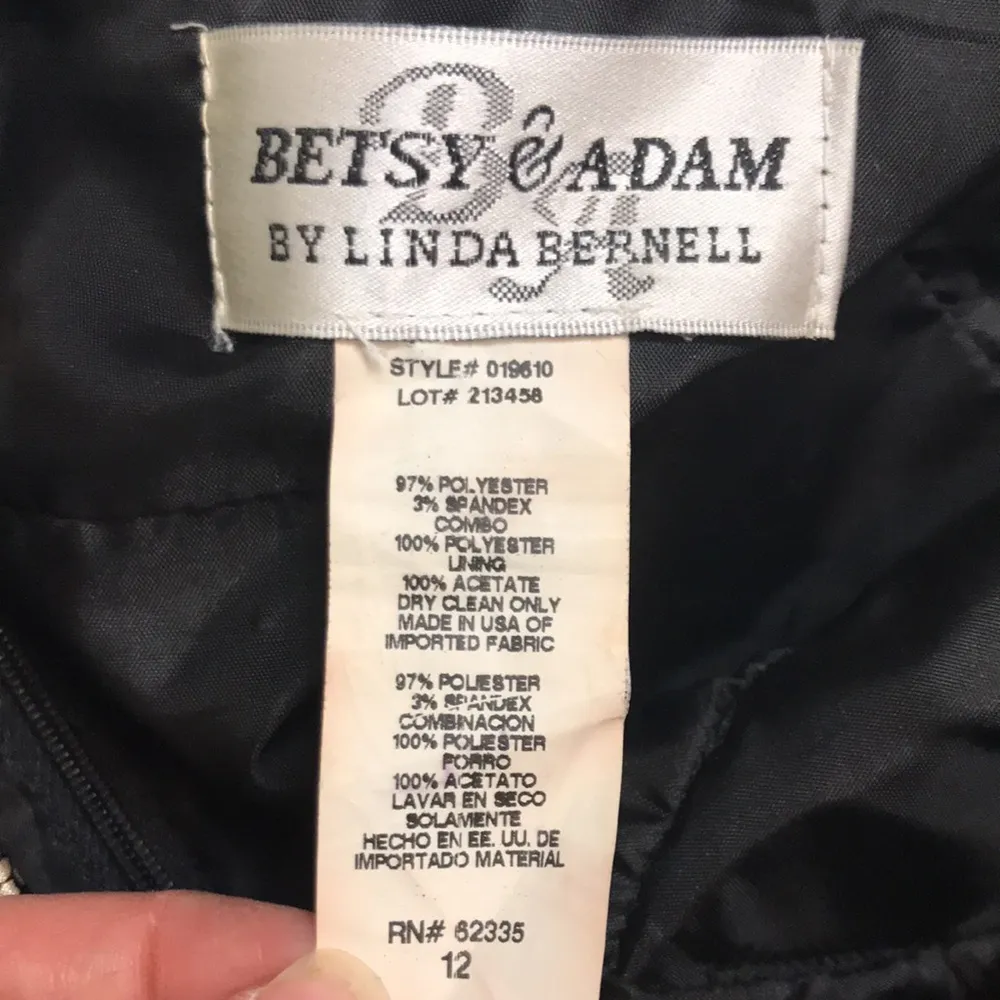 BETSY & ADAM
BY LINDA BERNELL
STYLE# 019610
LOT# 213458
97% POLYESTER
3% SPANDEX
COMBO
100% POLYESTER
LINING
100% ACETATE
DRY CLEAN ONLY
MADE IN USA OF
IMPORTED FABRIC
97% POLIESTER
3% SPANDEX
COMBINACION
100% POLIESTER
FORRO
100% ACETATO
LAVAR EN SECO
SOLAMENTE
HECHO EN EE. UU. DE
IMPORTADO MATERIAL
RN# 62335
12